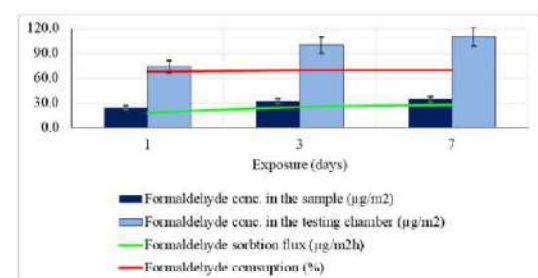 120.0
90.0
60.0
30.0
0.0
1 3 7
Exposure (days)
Formaldehyde conc. in the sample (µg/m2)
Formaldehyde conc. in the testing chamber (µg/m2)
Formaldehyde sorbtion flux (µg/m2h)
Formaldehyde comsuption (%)